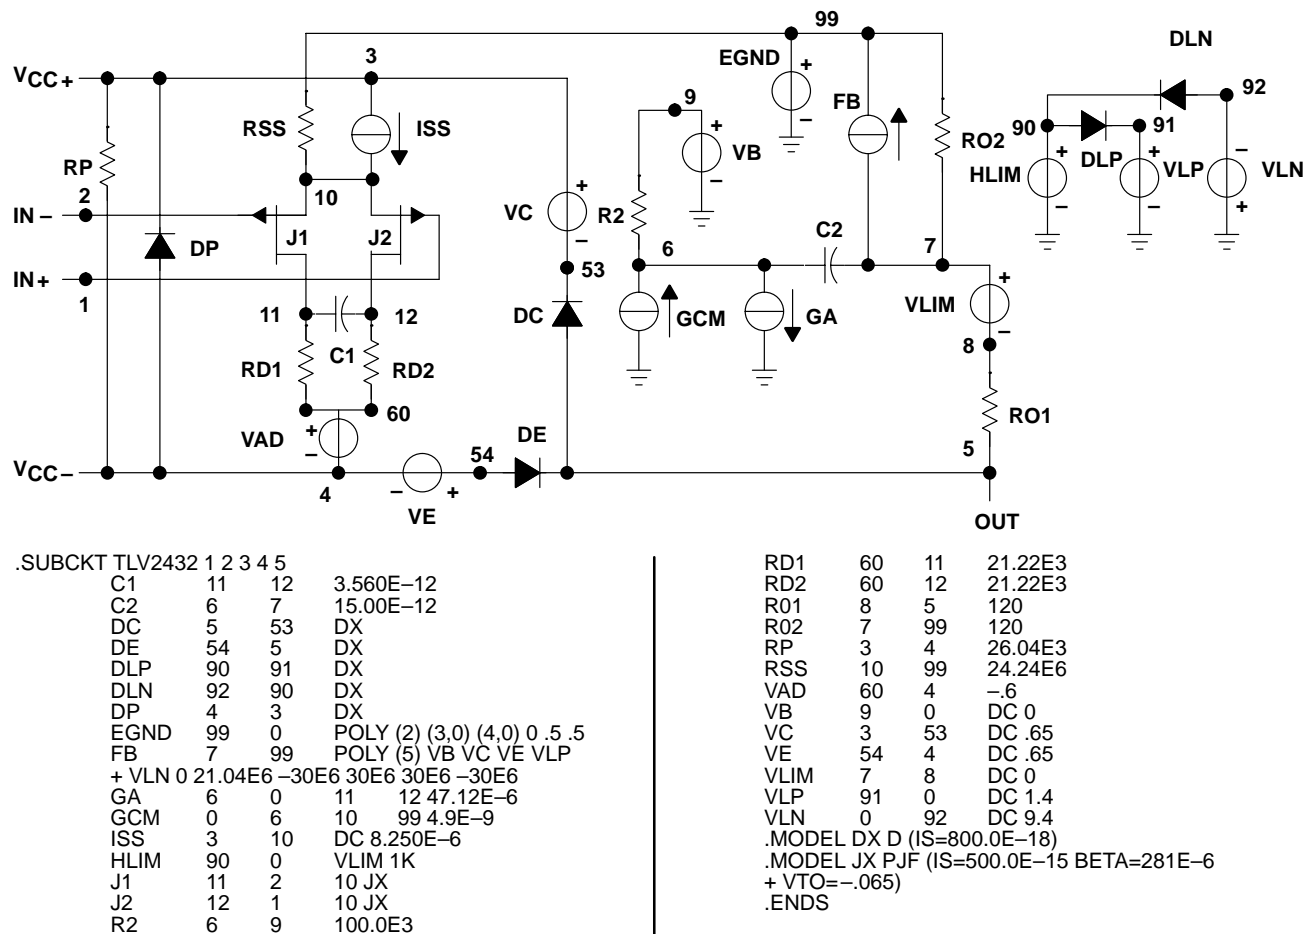 99
DLN
3
VCC+
EGND
+
–
9
FB
92
RSS
ISS
+
–
VB
RO2
90
91
DLP
RP
2
10
HLIM
+
–
+
–
VLP
–
+
VLN
IN –
VC
+
–
R2
C2
J1
J2
DP
6
7
IN+
1
53
VLIM
+
–
11
12
DC
GCM
GA
C1
8
RD1
RD2
RO1
60
VAD
+
–
DE
54
5
VCC–
4
–
+
VE
OUT
.SUBCKT TLV2432 1 2 3 4 5
C1 11 12 3.560E–12
C2 6 7 15.00E–12
DC 5 53 DX
DE 54 5 DX
DLP 90 91 DX
DLN 92 90 DX
DP 4 3 DX
EGND 99 0 POLY (2) (3,0) (4,0) 0 .5 .5
FB 7 99 POLY (5) VB VC VE VLP
+ VLN 0 21.04E6 –30E6 30E6 30E6 –30E6
GA 6 0 11 12 47.12E–6
GCM 0 6 10 99 4.9E–9
ISS 3 10 DC 8.250E–6
HLIM 90 0 VLIM 1K
J1 11 2 10 JX
J2 12 1 10 JX
R2 6 9 100.0E3
RD1 60 11 21.22E3
RD2 60 12 21.22E3
R01 8 5 120
R02 7 99 120
RP 3 4 26.04E3
RSS 10 99 24.24E6
VAD 60 4 –.6
VB 9 0 DC 0
VC 3 53 DC .65
VE 54 4 DC .65
VLIM 7 8 DC 0
VLP 91 0 DC 1.4
VLN 0 92 DC 9.4
.MODEL DX D (IS=800.0E–18)
.MODEL JX PJF (IS=500.0E–15 BETA=281E–6
+ VTO=–.065)
.ENDS